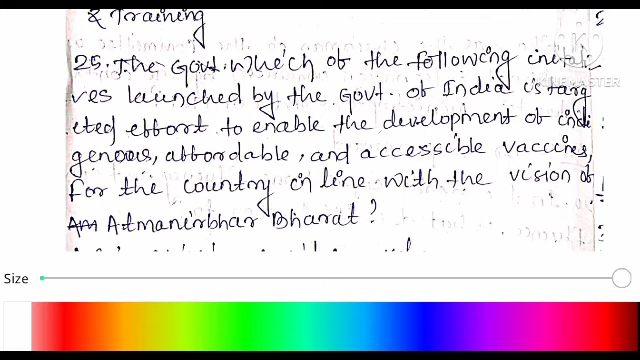 & Training
25. The Govt. Which of the following initi
ves launched by the Govt. of India is targ
eted effort to enable the development of indi
genous, affordable, and accessible vaccines,
For the country in line with the vision of
Atmanirbhar Bharat?
Size